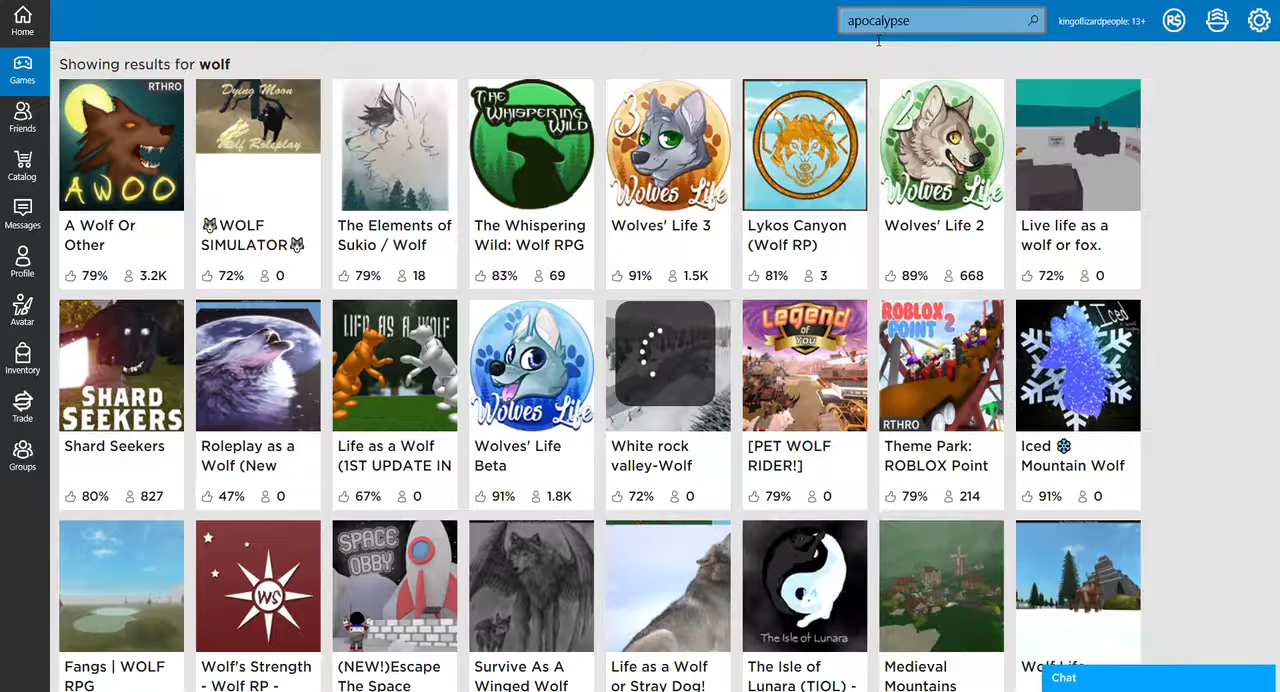 apocalypse
kingoflizardpeople: 13+
R$
Home
Games
Friends
Catalog
Messages
Profile
Avatar
Inventory
Trade
Groups
Showing results for wolf
RTHRO
AWOO
A Wolf Or
Other
79% 3.2K
Dying Moon
Wolf Roleplay
🐺WOLF
SIMULATOR🐺
72% 0
The Elements of
Sukio / Wolf
79% 18
THE
WHISPERING
WILD
The Whispering
Wild: Wolf RPG
83% 69
3
Wolves Life
Wolves' Life 3
91% 1.5K
Lykos Canyon
(Wolf RP)
81% 3
2
Wolves Life
Wolves' Life 2
89% 668
Live life as a
wolf or fox.
72% 0
SHARD
SEEKERS
Shard Seekers
80% 827
Roleplay as a
Wolf (New
47% 0
LIFE AS A WOLF
Life as a Wolf
(1ST UPDATE IN
67% 0
Wolves Life
Wolves' Life
Beta
91% 1.8K
White rock
valley-Wolf
72% 0
Legend
OF
YOU
[PET WOLF
RIDER!]
79% 0
ROBLOX
POINT 2
RTHRO
Theme Park:
ROBLOX Point
79% 214
Iced
Iced ❄
Mountain Wolf
91% 0
Fangs | WOLF
RPG
WS
Wolf's Strength
- Wolf RP -
SPACE
OBBY
(NEW!)Escape
The Space
Survive As A
Winged Wolf
Life as a Wolf
or Stray Dog!
The Isle of Lunara
The Isle of
Lunara (TIOL) -
Medieval
Mountains
Wolf Life
Chat